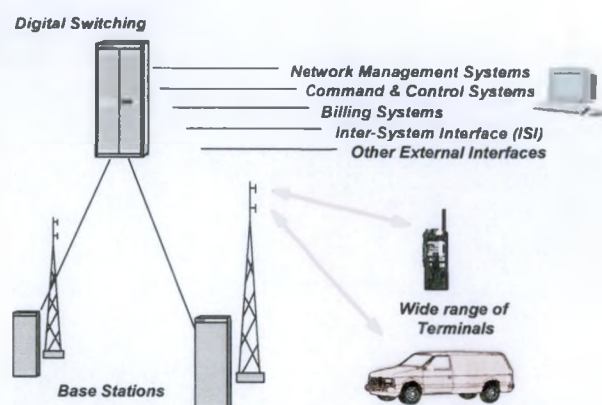 Digital Switching
Network Management Systems
Command & Control Systems
Billing Systems
Inter-System Interface (ISI)
Other External Interfaces
Wide range of
Terminals
Base Stations